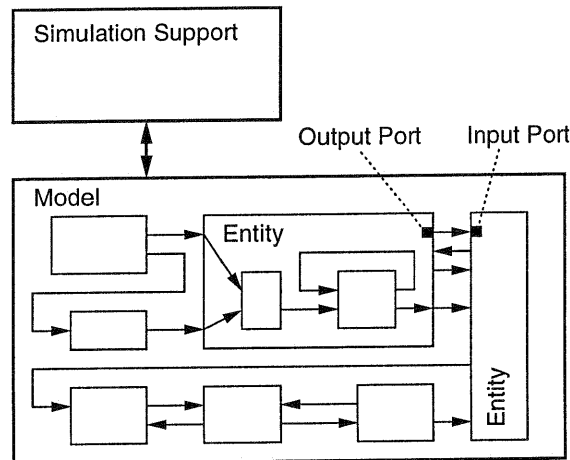 Simulation Support
Output Port
Input Port
Model
Entity
Entity